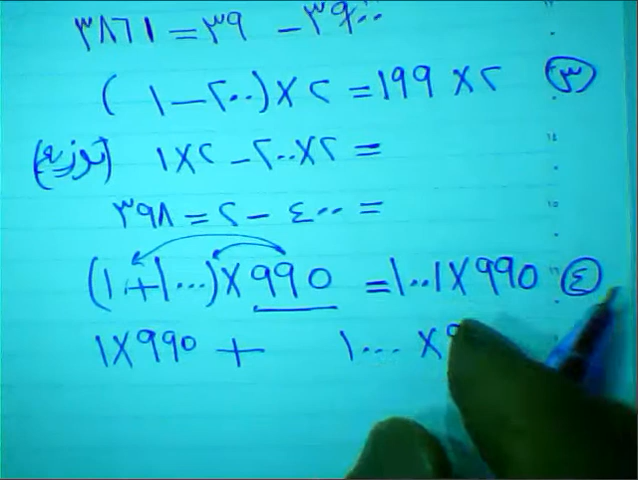 ٣٩٠٠ − ٣٩ = ٣٨٦١
٣ ٢ × ١٩٩ = ٢ × (٢٠٠ − ١)
= ٢ × ٢٠٠ − ٢ × ١ (توزيع)
= ٤٠٠ − ٢ = ٣٩٨
٤ ٩٩٥ × ١٠٠١ = ٩٩٥ × (١٠٠٠ + ١)
٩ × ١٠٠٠ + ٩٩٥ × ١